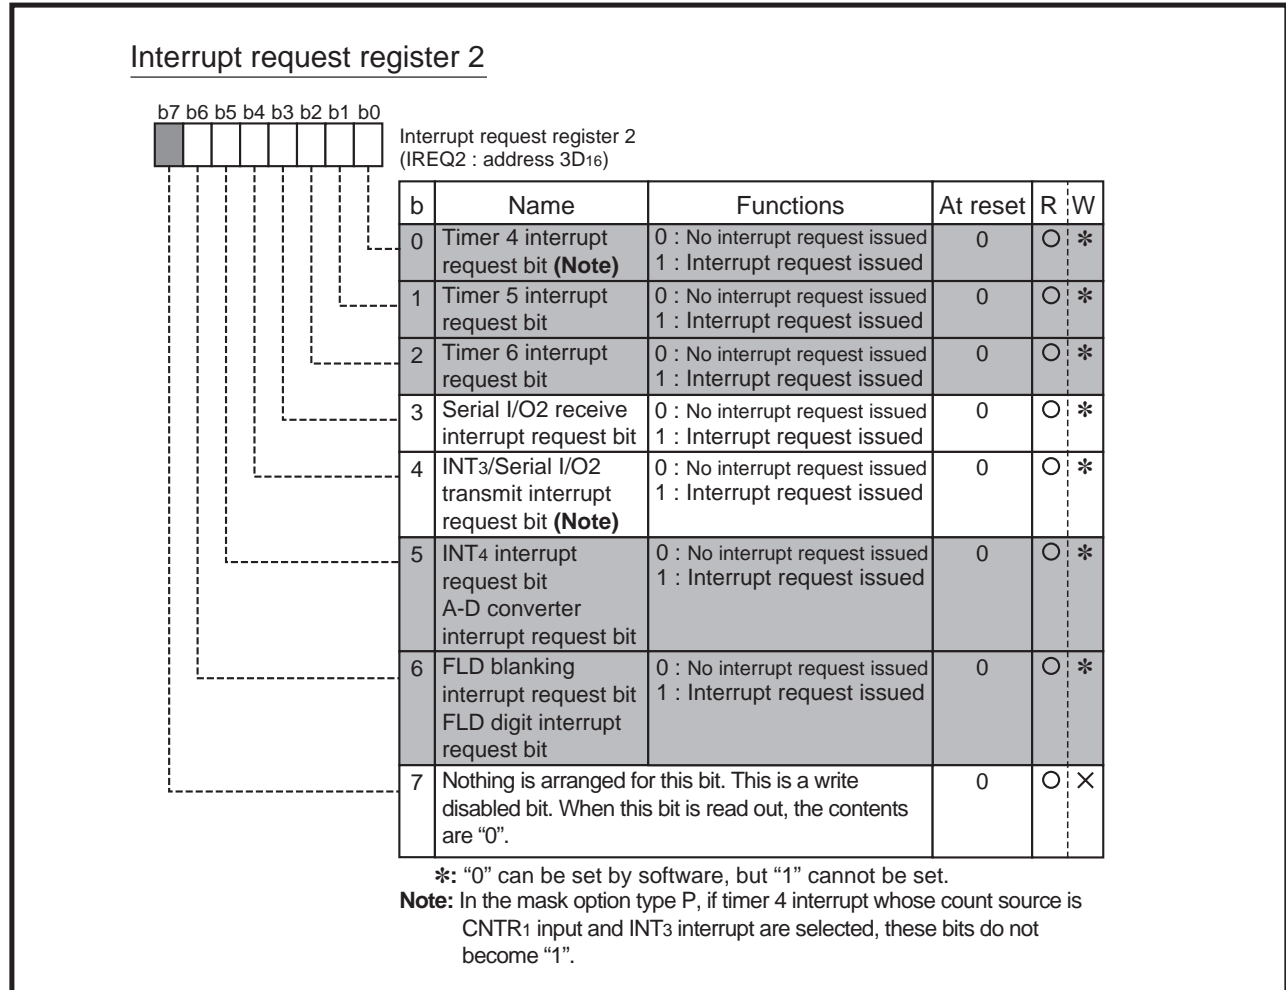 Interrupt request register 2
b7 b6 b5 b4 b3 b2 b1 b0
Interrupt request register 2
(IREQ2 : address 3D16)
b Name Functions At reset R W
0 Timer 4 interrupt 0 : No interrupt request issued 0 O ✻
request bit (Note) 1 : Interrupt request issued
1 Timer 5 interrupt 0 : No interrupt request issued 0 O ✻
request bit 1 : Interrupt request issued
2 Timer 6 interrupt 0 : No interrupt request issued 0 O ✻
request bit 1 : Interrupt request issued
3 Serial I/O2 receive 0 : No interrupt request issued 0 O ✻
interrupt request bit 1 : Interrupt request issued
4 INT3/Serial I/O2 0 : No interrupt request issued 0 O ✻
transmit interrupt 1 : Interrupt request issued
request bit (Note)
5 INT4 interrupt 0 : No interrupt request issued 0 O ✻
request bit 1 : Interrupt request issued
A-D converter
interrupt request bit
6 FLD blanking 0 : No interrupt request issued 0 O ✻
interrupt request bit 1 : Interrupt request issued
FLD digit interrupt
request bit
7 Nothing is arranged for this bit. This is a write 0 O ×
disabled bit. When this bit is read out, the contents
are “0”.
✻: “0” can be set by software, but “1” cannot be set.
Note: In the mask option type P, if timer 4 interrupt whose count source is
CNTR1 input and INT3 interrupt are selected, these bits do not
become “1”.